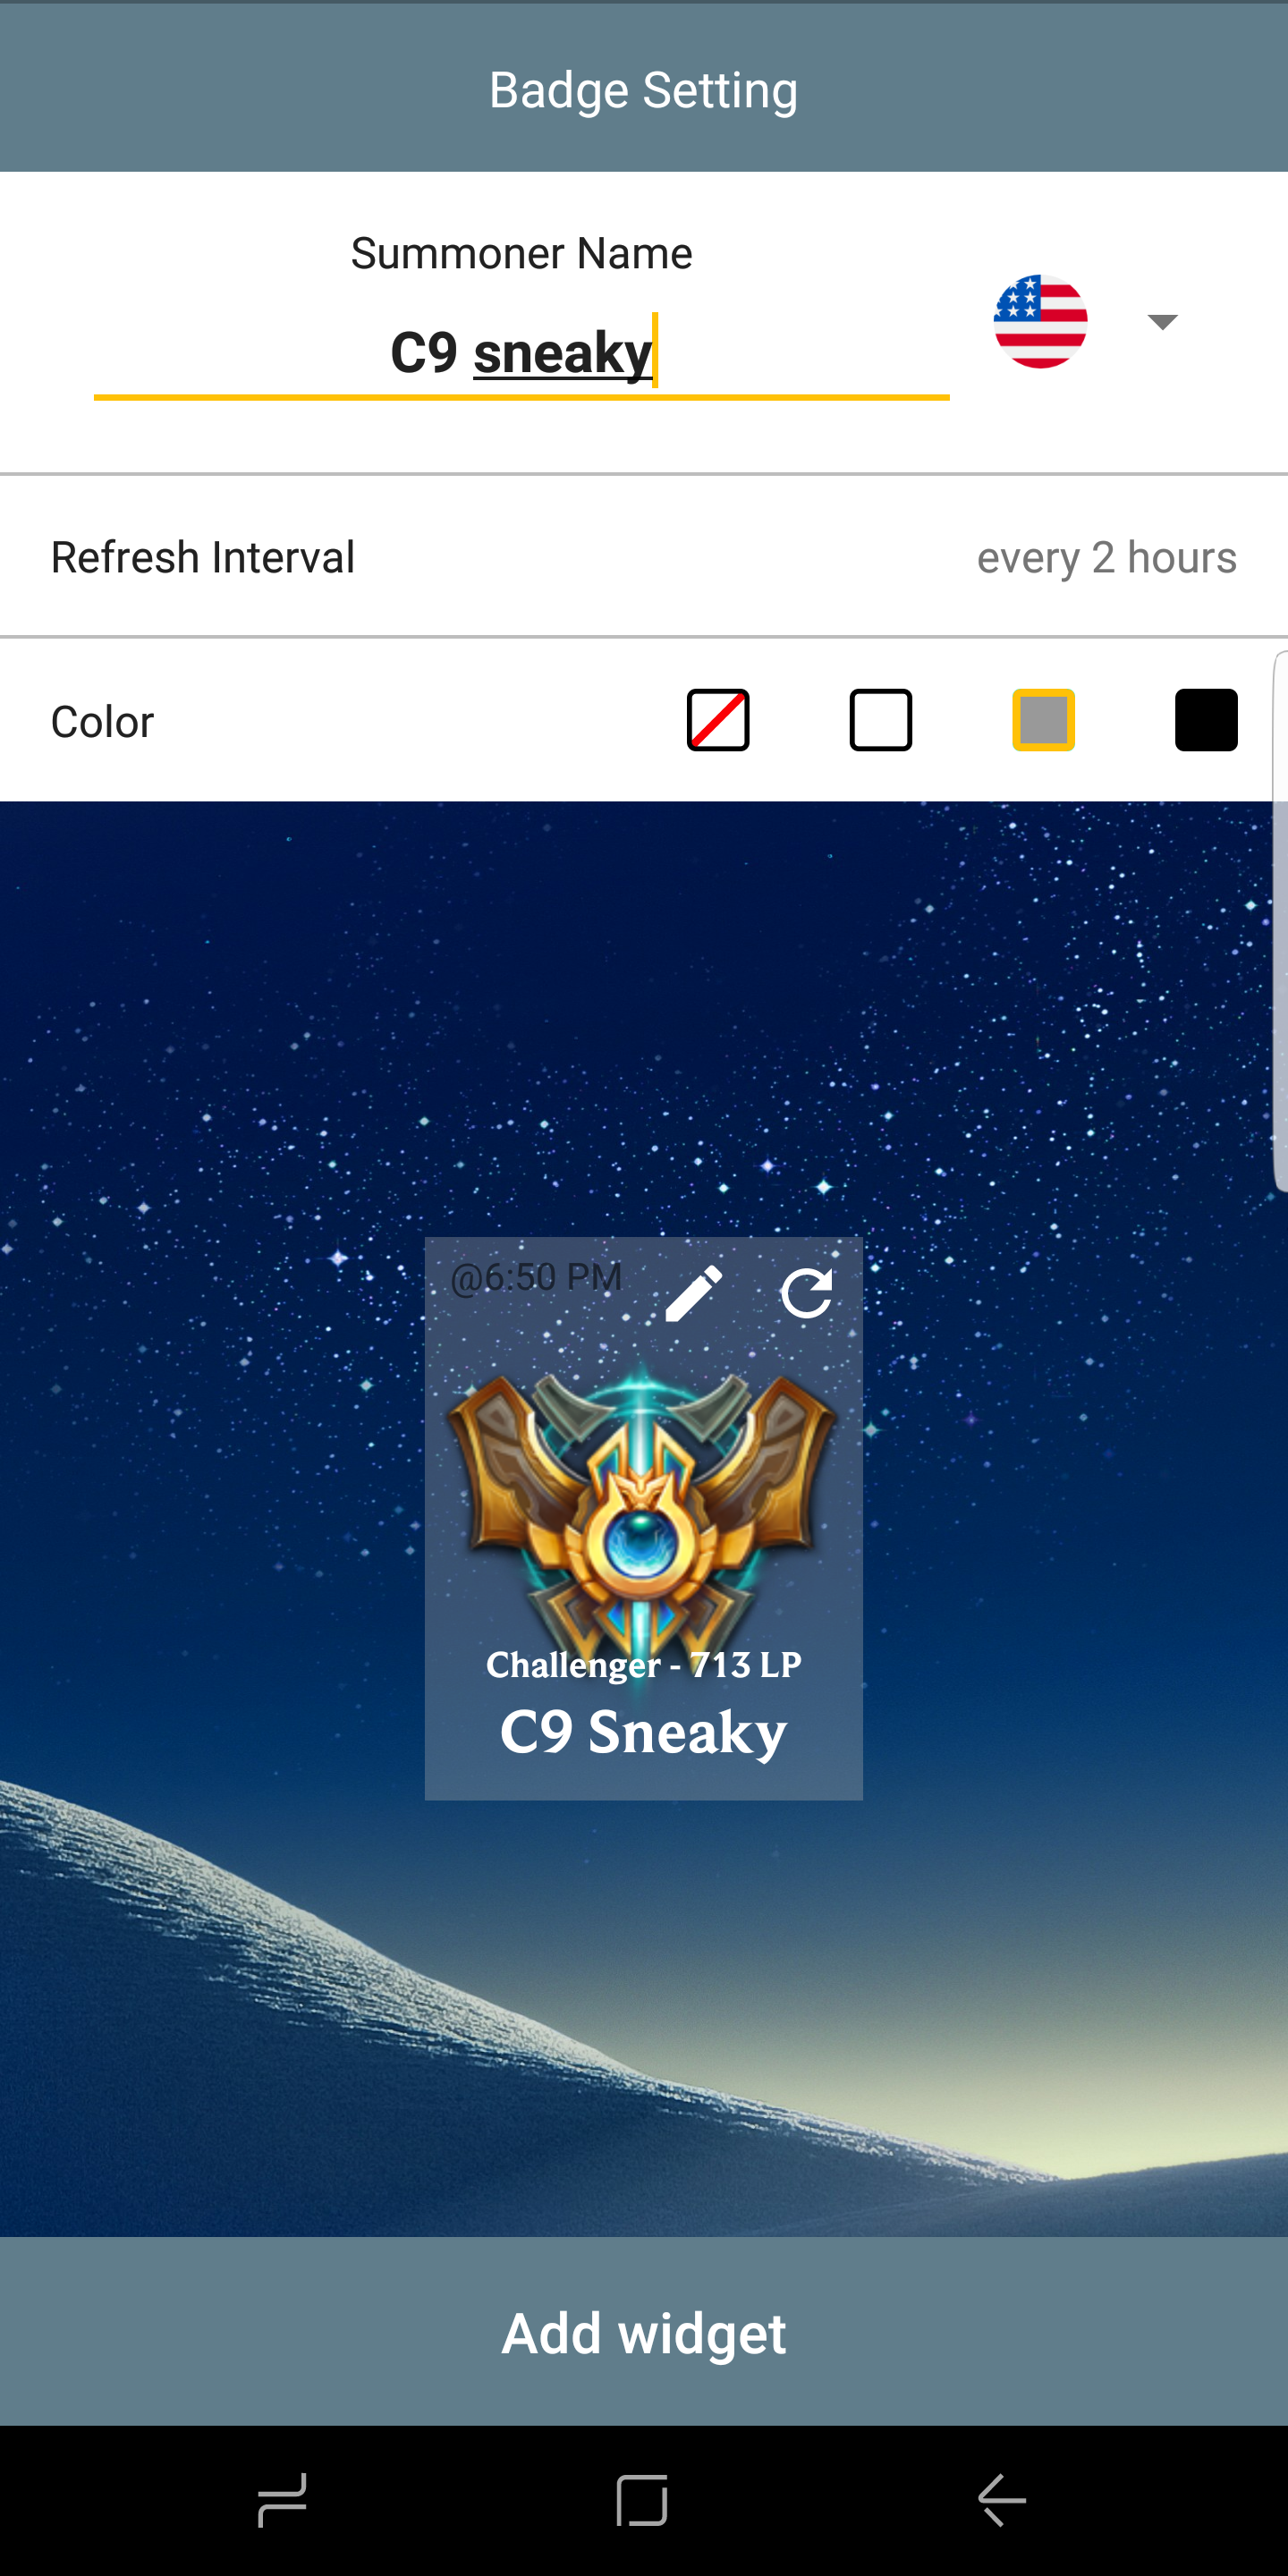 Badge Setting
Summoner Name
C9 sneaky
Refresh Interval every 2 hours
Color
@6:50 PM
Challenger - 713 LP
C9 Sneaky
Add widget